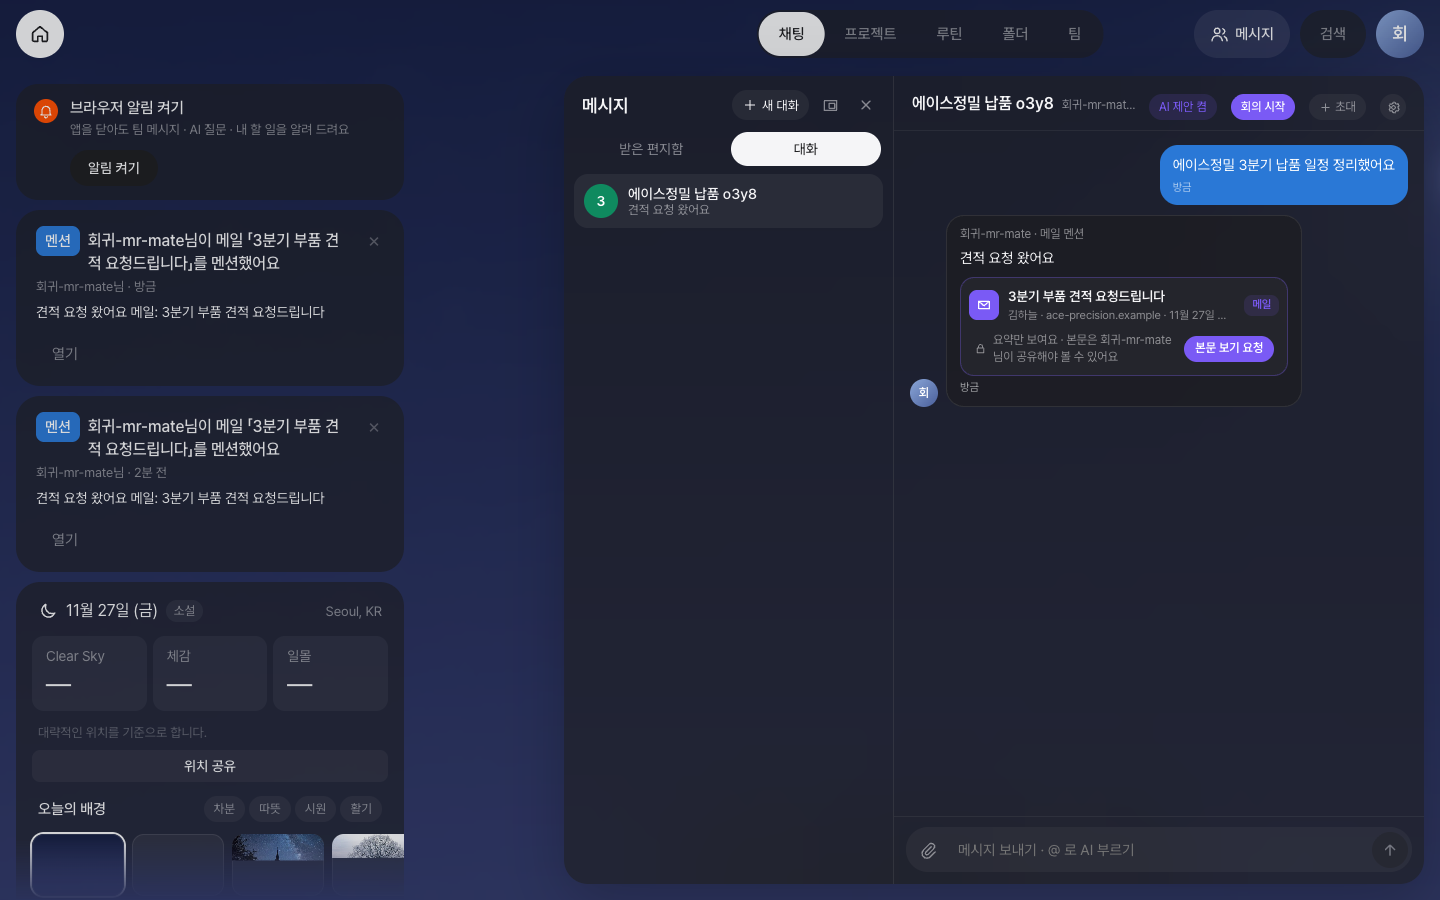 채팅
프로젝트
루틴
폴더
팀
메시지
검색
회
브라우저 알림 켜기
앱을 닫아도 팀 메시지 · AI 질문 · 내 할 일을 알려 드려요
알림 켜기
멘션
회귀-mr-mate님이 메일 「3분기 부품 견
적 요청드립니다」를 멘션했어요
회귀-mr-mate님 · 방금
견적 요청 왔어요 메일: 3분기 부품 견적 요청드립니다
열기
멘션
회귀-mr-mate님이 메일 「3분기 부품 견
적 요청드립니다」를 멘션했어요
회귀-mr-mate님 · 2분 전
견적 요청 왔어요 메일: 3분기 부품 견적 요청드립니다
열기
11월 27일 (금)
소설
Seoul, KR
Clear Sky
체감
일몰
대략적인 위치를 기준으로 합니다.
위치 공유
오늘의 배경
차분
따뜻
시원
활기
메시지
새 대화
받은 편지함
대화
3
에이스정밀 납품 o3y8
견적 요청 왔어요
에이스정밀 납품 o3y8
회귀-mr-mat...
AI 제안 켬
회의 시작
초대
에이스정밀 3분기 납품 일정 정리했어요
방금
회귀-mr-mate · 메일 멘션
견적 요청 왔어요
3분기 부품 견적 요청드립니다
김하늘 · ace-precision.example · 11월 27일 ...
메일
요약만 보여요 · 본문은 회귀-mr-mate
님이 공유해야 볼 수 있어요
본문 보기 요청
회
방금
메시지 보내기 · @ 로 AI 부르기